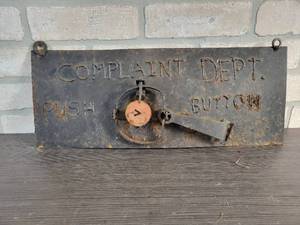 COMPLAINT DEPT.
PUSH BUTTON